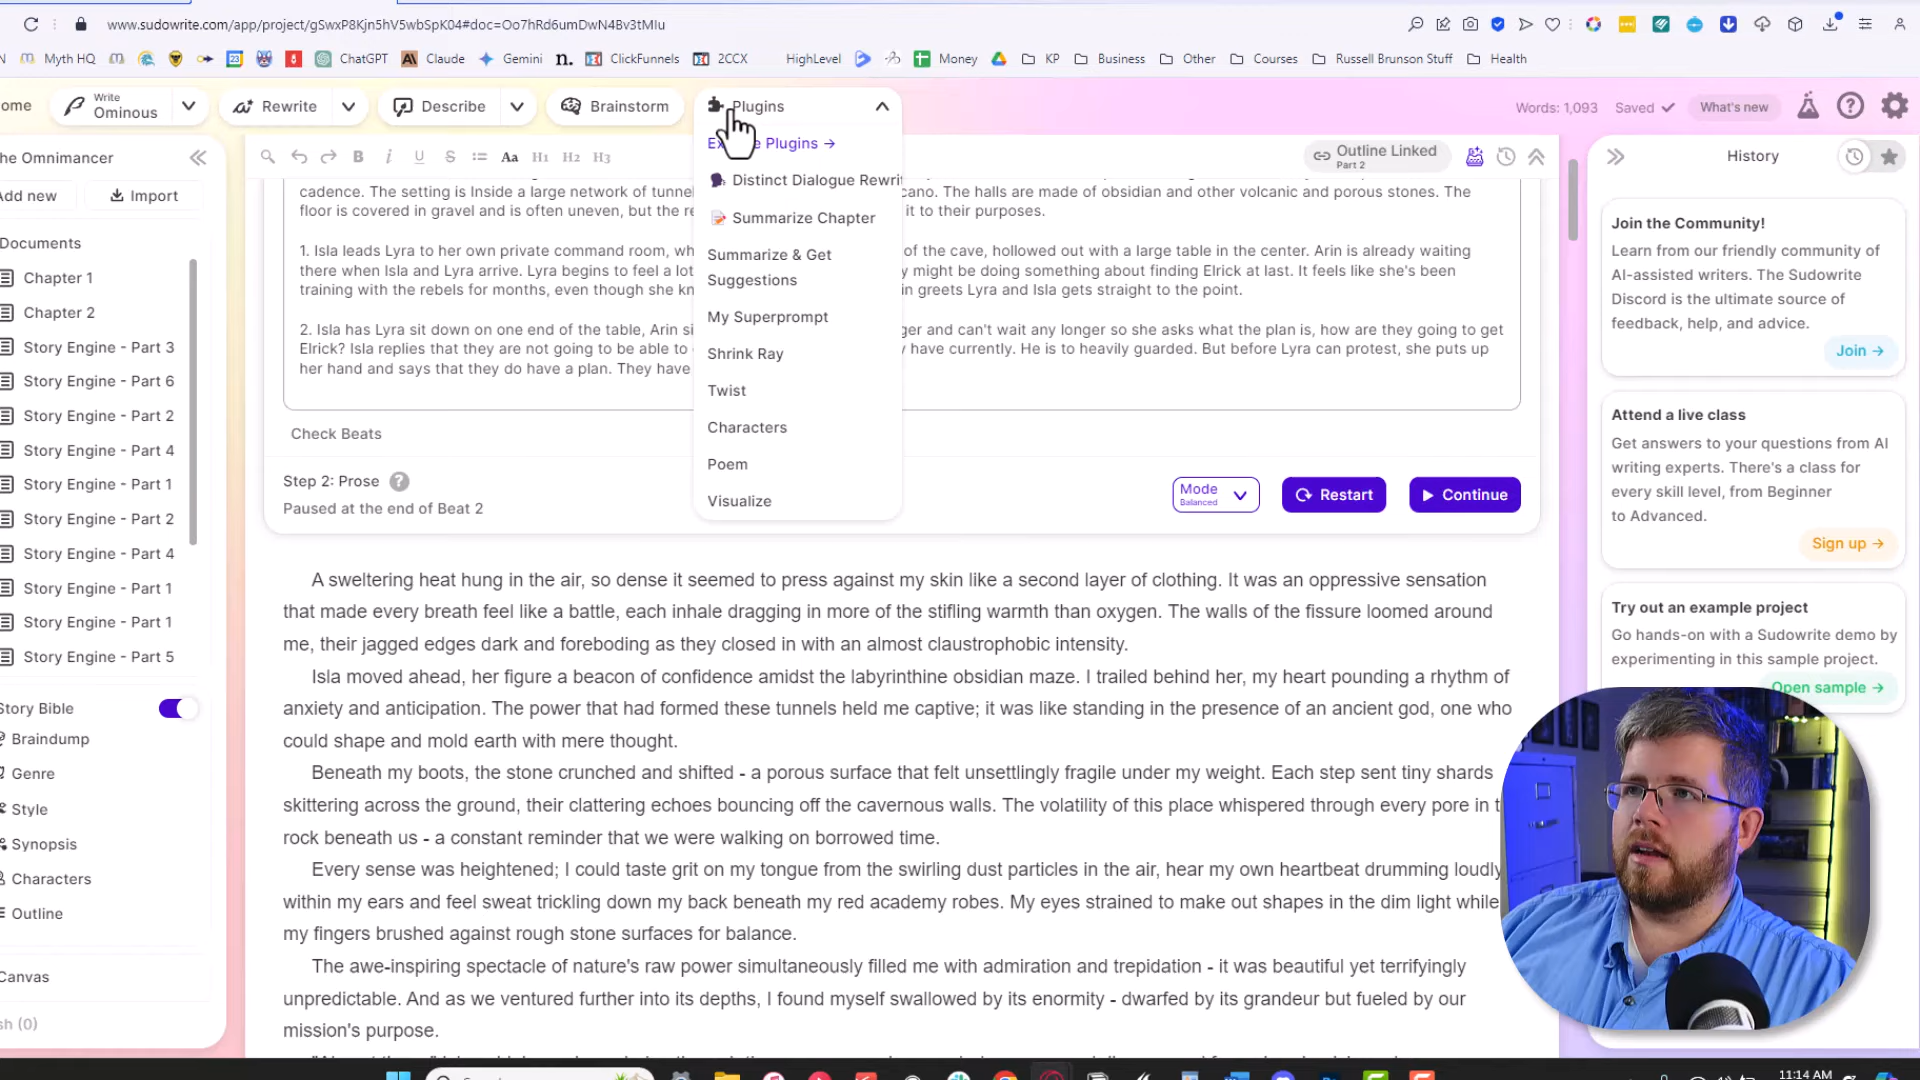 www.sudowrite.com/app/project/gSwxP8Kjn5hV5wbSpK04#doc=Oo7hRd6umDwN4Bv3tMIu
Myth HQ
ChatGPT
Claude
Gemini
n.
ClickFunnels
2CCX
HighLevel
Money
KP
Business
Other
Courses
Russell Brunson Stuff
Health
ome
Write
Ominous
Rewrite
Describe
Brainstorm
Plugins
Words: 1,093
Saved
What's new
he Omnimancer
dd new
Import
Documents
Chapter 1
Chapter 2
Story Engine - Part 3
Story Engine - Part 6
Story Engine - Part 2
Story Engine - Part 4
Story Engine - Part 1
Story Engine - Part 2
Story Engine - Part 4
Story Engine - Part 1
Story Engine - Part 1
Story Engine - Part 5
Story Bible
Braindump
Genre
Style
Synopsis
Characters
Outline
Canvas
sh (0)
B
i
U
S
Aa
H1
H2
H3
Outline Linked
Part 2
Plugins →
Distinct Dialogue Rewri
Summarize Chapter
Summarize & Get
Suggestions
My Superprompt
Shrink Ray
Twist
Characters
Poem
Visualize
cadence. The setting is Inside a large network of tunne cano. The halls are made of obsidian and other volcanic and porous stones. The
floor is covered in gravel and is often uneven, but the re it to their purposes.
1. Isla leads Lyra to her own private command room, wh of the cave, hollowed out with a large table in the center. Arin is already waiting
there when Isla and Lyra arrive. Lyra begins to feel a lot y might be doing something about finding Elrick at last. It feels like she's been
training with the rebels for months, even though she kn in greets Lyra and Isla gets straight to the point.
2. Isla has Lyra sit down on one end of the table, Arin si ger and can't wait any longer so she asks what the plan is, how are they going to get
Elrick? Isla replies that they are not going to be able to y have currently. He is to heavily guarded. But before Lyra can protest, she puts up
her hand and says that they do have a plan. They have
Check Beats
Step 2: Prose
Paused at the end of Beat 2
Mode
Balanced
Restart
Continue
A sweltering heat hung in the air, so dense it seemed to press against my skin like a second layer of clothing. It was an oppressive sensation
that made every breath feel like a battle, each inhale dragging in more of the stifling warmth than oxygen. The walls of the fissure loomed around
me, their jagged edges dark and foreboding as they closed in with an almost claustrophobic intensity.
Isla moved ahead, her figure a beacon of confidence amidst the labyrinthine obsidian maze. I trailed behind her, my heart pounding a rhythm of
anxiety and anticipation. The power that had formed these tunnels held me captive; it was like standing in the presence of an ancient god, one who
could shape and mold earth with mere thought.
Beneath my boots, the stone crunched and shifted - a porous surface that felt unsettlingly fragile under my weight. Each step sent tiny shards
skittering across the ground, their clattering echoes bouncing off the cavernous walls. The volatility of this place whispered through every pore in t
rock beneath us - a constant reminder that we were walking on borrowed time.
Every sense was heightened; I could taste grit on my tongue from the swirling dust particles in the air, hear my own heartbeat drumming loudly
within my ears and feel sweat trickling down my back beneath my red academy robes. My eyes strained to make out shapes in the dim light while
my fingers brushed against rough stone surfaces for balance.
The awe-inspiring spectacle of nature's raw power simultaneously filled me with admiration and trepidation - it was beautiful yet terrifyingly
unpredictable. And as we ventured further into its depths, I found myself swallowed by its enormity - dwarfed by its grandeur but fueled by our
mission's purpose.
History
Join the Community!
Learn from our friendly community of
AI-assisted writers. The Sudowrite
Discord is the ultimate source of
feedback, help, and advice.
Join →
Attend a live class
Get answers to your questions from AI
writing experts. There's a class for
every skill level, from Beginner
to Advanced.
Sign up →
Try out an example project
Go hands-on with a Sudowrite demo by
experimenting in this sample project.
Open sample →
11:14 AM